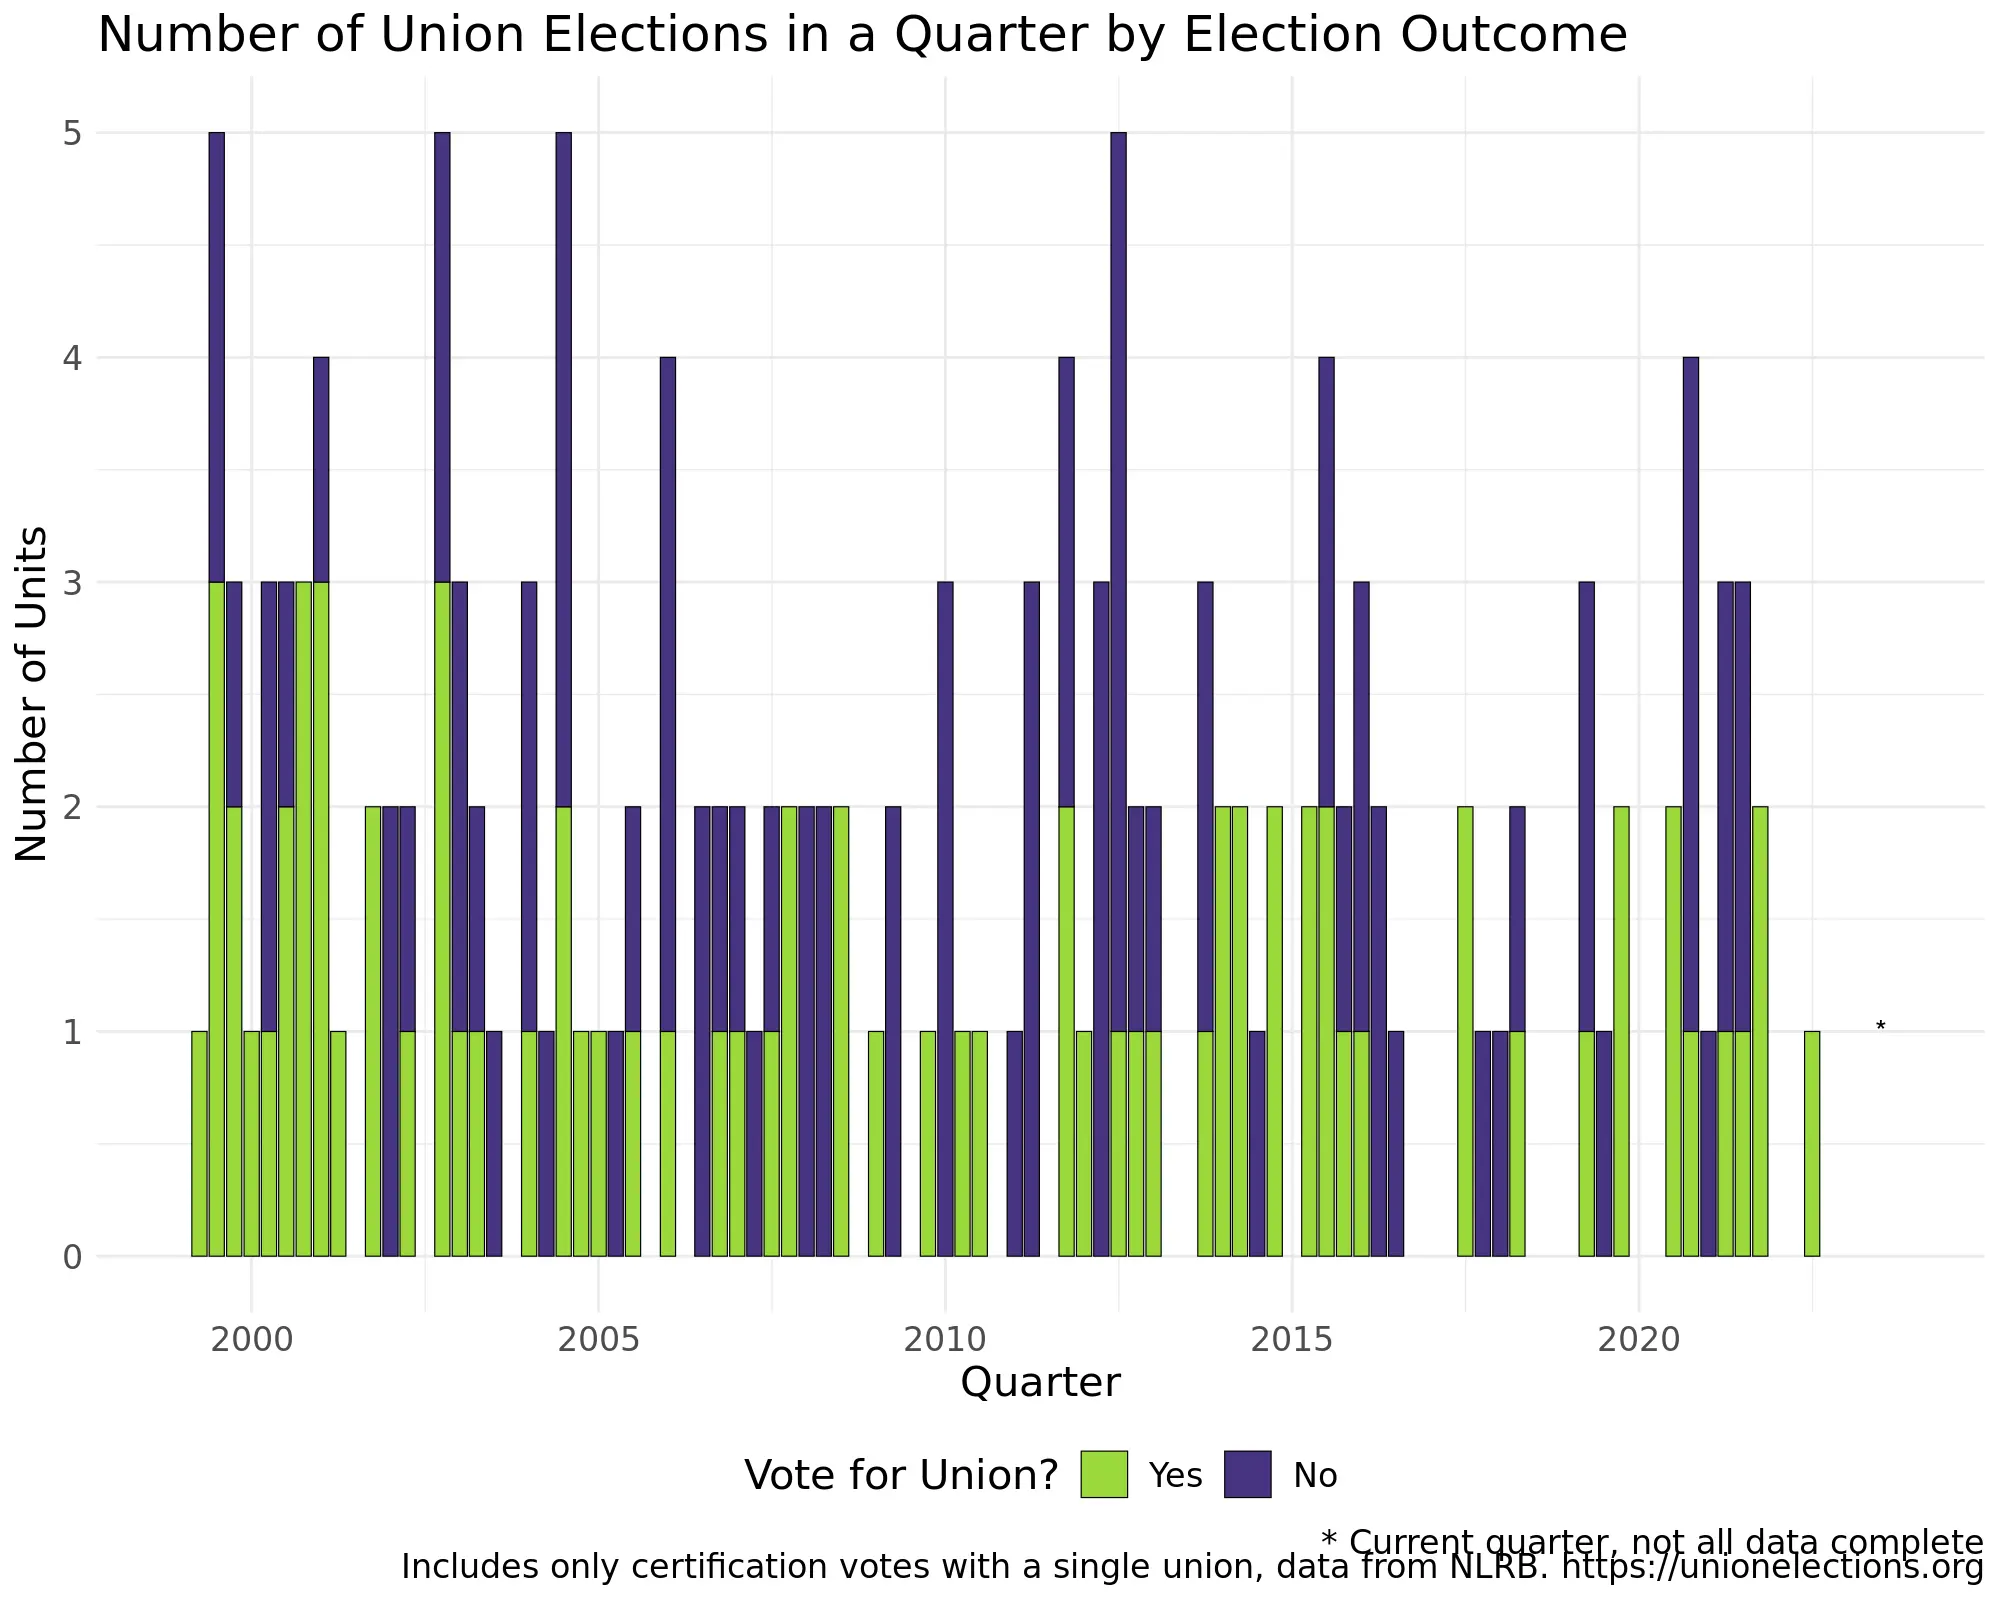 Number of Union Elections in a Quarter by Election Outcome
Number of Units
5
4
3
2
1
0
*
2000 2005 2010 2015 2020
Quarter
Vote for Union? Yes No
* Current quarter, not all data complete
Includes only certification votes with a single union, data from NLRB. https://unionelections.org